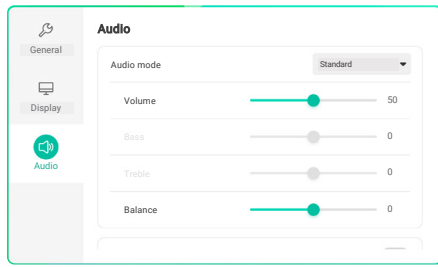 Audio
General
Audio mode Standard
Volume 50
Display
Bass 0
Treble 0
Audio
Balance 0